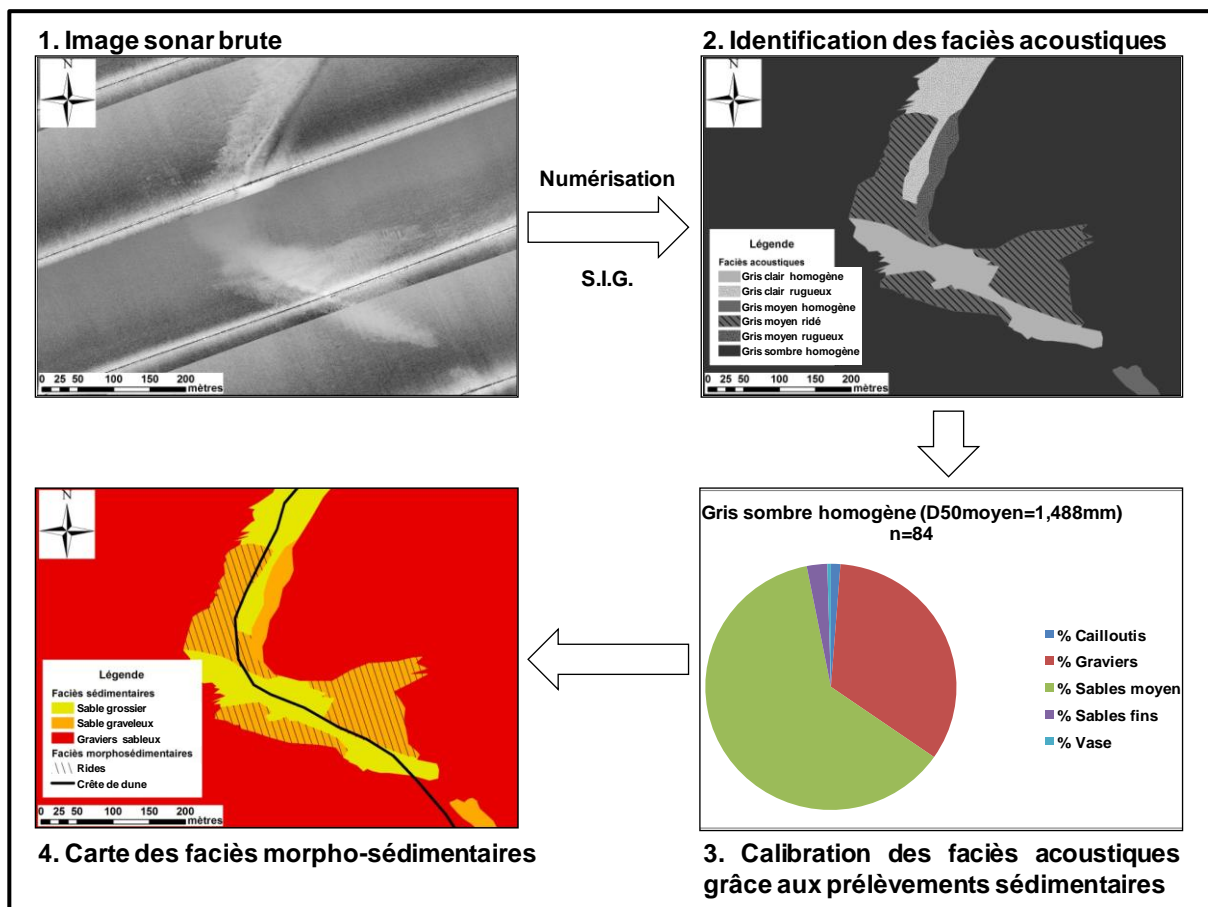 1. Image sonar brute
N
0 25 50 100 150 200
mètres
Numérisation
S.I.G.
2. Identification des faciès acoustiques
N
Légende
Faciès acoustiques
Gris clair homogène
Gris clair rugueux
Gris moyen homogène
Gris moyen ridé
Gris moyen rugueux
Gris sombre homogène
0 25 50 100 150 200
mètres
Gris sombre homogène (D50moyen=1,488mm)
n=84
% Cailloutis
% Graviers
% Sables moyen
% Sables fins
% Vase
3. Calibration des faciès acoustiques
grâce aux prélèvements sédimentaires
N
Légende
Faciès sédimentaires
Sable grossier
Sable graveleux
Graviers sableux
Faciès morphosédimentaires
Rides
Crête de dune
0 25 50 100 150 200
mètres
4. Carte des faciès morpho-sédimentaires